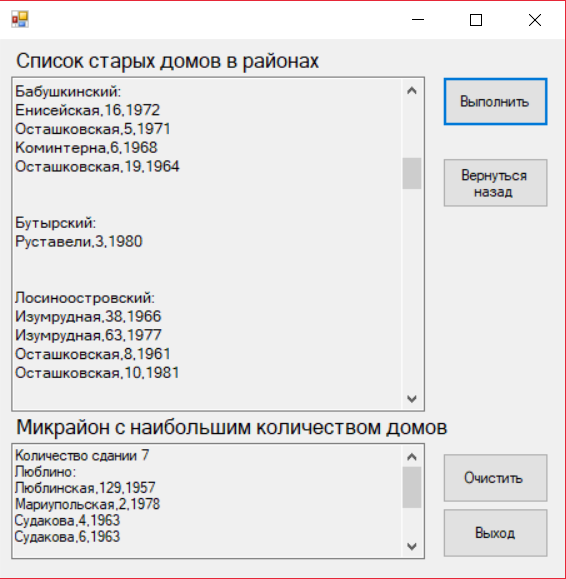 Список старых домов в районах
Бабушкинский:
Енисейская,16,1972
Осташковская,5,1971
Коминтерна,6,1968
Осташковская,19,1964
Бутырский:
Руставели,3,1980
Лосиноостровский:
Изумрудная,38,1966
Изумрудная,63,1977
Осташковская,8,1961
Осташковская,10,1981
Выполнить
Вернуться
назад
Микрайон с наибольшим количеством домов
Количество сдании 7
Люблино:
Люблинская,129,1957
Мариупольская,2,1978
Судакова,4,1963
Судакова,6,1963
Очистить
Выход